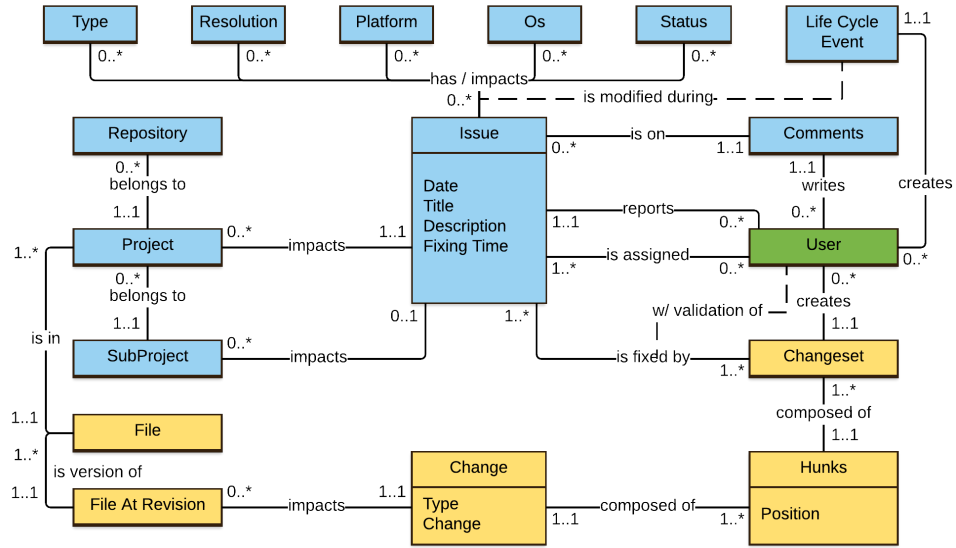 Type
Resolution
Platform
Os
Status
Life Cycle
Event
1..1
0..*
0..*
0..*
0..*
0..*
has / impacts
0..*
is modified during
Repository
Issue
Comments
is on
0..*
1..1
0..*
belongs to
1..1
Date
Title
Description
Fixing Time
1..1
writes
0..*
creates
reports
1..1
0..*
Project
0..*
impacts
1..1
User
1..*
is assigned
1..*
0..*
0..*
0..*
belongs to
1..1
0..*
creates
1..1
w/ validation of
0..1
1..*
is in
SubProject
0..*
impacts
is fixed by
1..*
Changeset
1..*
composed of
1..1
1..1
File
1..*
is version of
1..1
File At Revision
0..*
impacts
1..1
Change
Type
Change
1..1
composed of
1..*
Hunks
Position